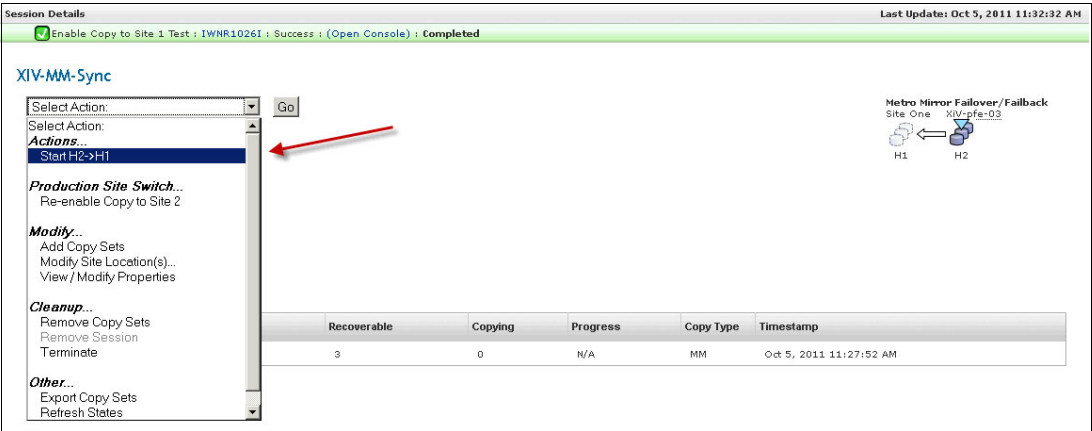 Session Details
Last Update: Oct 5, 2011 11:32:32 AM
Enable Copy to Site 1 Test : IWNR1026I : Success : (Open Console) : Completed
XIV-MM-Sync
Select Action:
Go
Metro Mirror Failover/Failback
Site One XIV-pfe-03
H1 H2
Select Action:
Actions...
Start H2->H1
Production Site Switch...
Re-enable Copy to Site 2
Modify...
Add Copy Sets
Modify Site Location(s)...
View / Modify Properties
Cleanup...
Remove Copy Sets
Remove Session
Terminate
Other...
Export Copy Sets
Refresh States
Recoverable Copying Progress Copy Type Timestamp
3 0 N/A MM Oct 5, 2011 11:27:52 AM